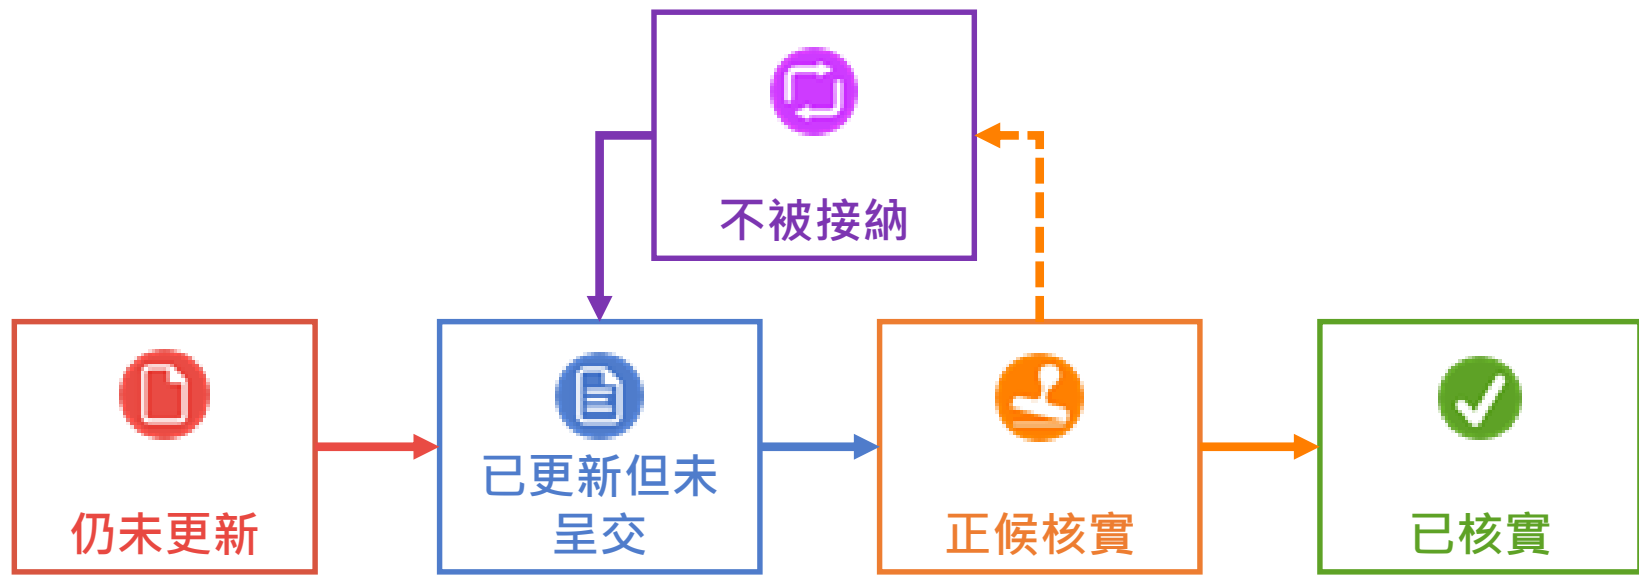 不被接納
仍未更新
已更新但未
呈交
正候核實
已核實